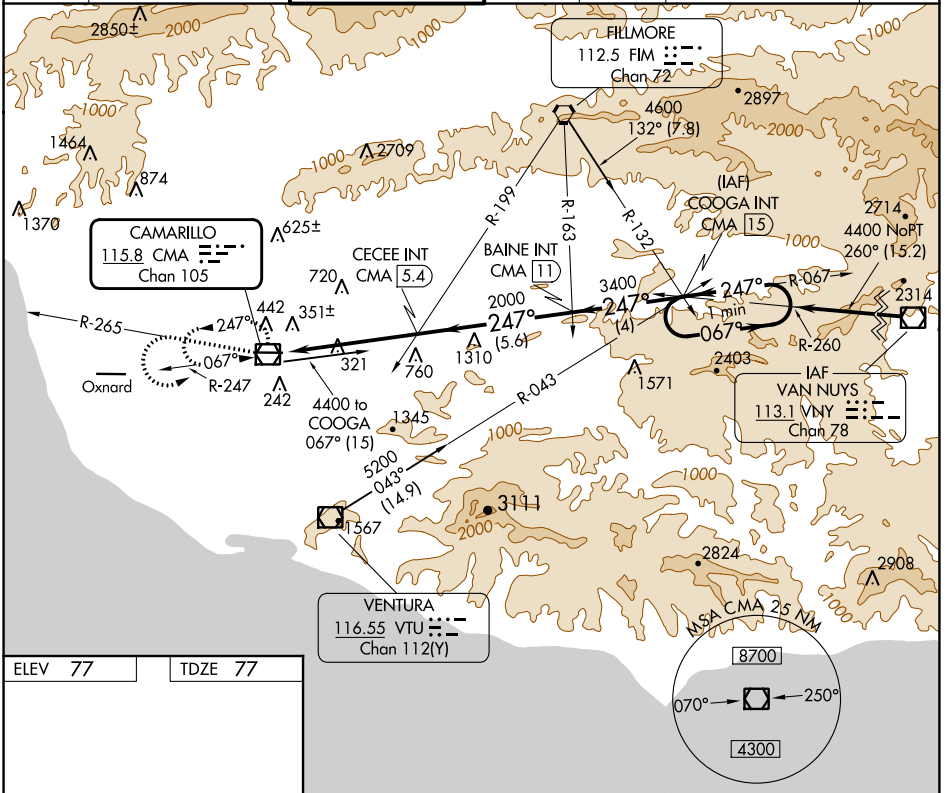 2850±
2000
1000
FILLMORE
112.5 FIM
Chan 72
1000
2897
4600
132° (7.8)
2000
1000
1464
874
1370
1000
2709
R-199
R-163
R-132
(IAF)
COOGA INT
CMA 15
2714
4400 NoPT
260° (15.2)
1000
CAMARILLO
115.8 CMA
Chan 105
625±
CECEE INT
CMA 5.4
BAINE INT
CMA 11
720
3400
R-067
2314
247°
2000
247°
(5.6)
247°
(4)
1 min
067°
R-260
R-265
247°
442
351±
067°
R-247
321
760
1310
R-043
1571
2403
Oxnard
242
4400 to
COOGA
067° (15)
1345
IAF
VAN NUYS
113.1 VNY
Chan 78
5200
043°
(14.9)
1000
1000
3111
2000
1567
2824
2908
1000
VENTURA
116.55 VTU
Chan 112(Y)
MSA CMA 25 NM
8700
070°
250°
4300
ELEV 77
TDZE 77